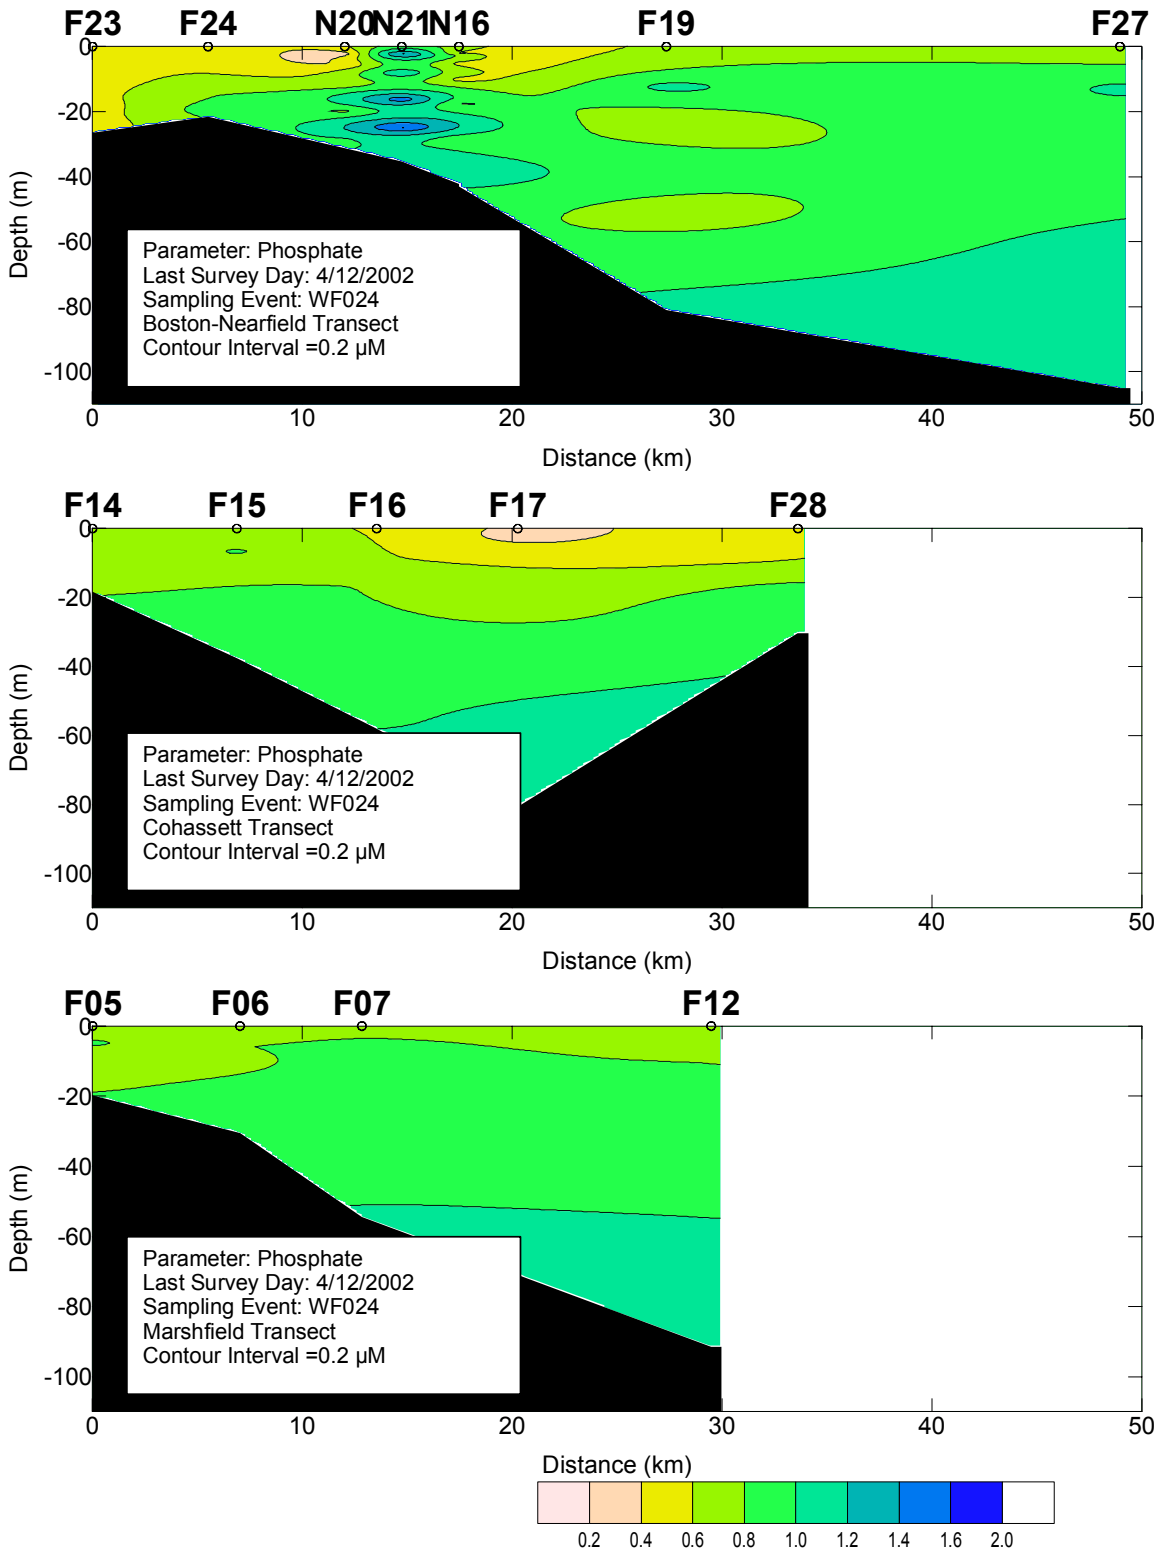 F23 F24 N20 N21 N16 F19 F27
0
-20
-40
-60
-80
-100
Depth (m)
Parameter: Phosphate
Last Survey Day: 4/12/2002
Sampling Event: WF024
Boston-Nearfield Transect
Contour Interval =0.2 µM
0 10 20 30 40 50
Distance (km)
F14 F15 F16 F17 F28
0
-20
-40
-60
-80
-100
Depth (m)
Parameter: Phosphate
Last Survey Day: 4/12/2002
Sampling Event: WF024
Cohassett Transect
Contour Interval =0.2 µM
0 10 20 30 40 50
Distance (km)
F05 F06 F07 F12
0
-20
-40
-60
-80
-100
Depth (m)
Parameter: Phosphate
Last Survey Day: 4/12/2002
Sampling Event: WF024
Marshfield Transect
Contour Interval =0.2 µM
0 10 20 30 40 50
Distance (km)
0.2 0.4 0.6 0.8 1.0 1.2 1.4 1.6 2.0